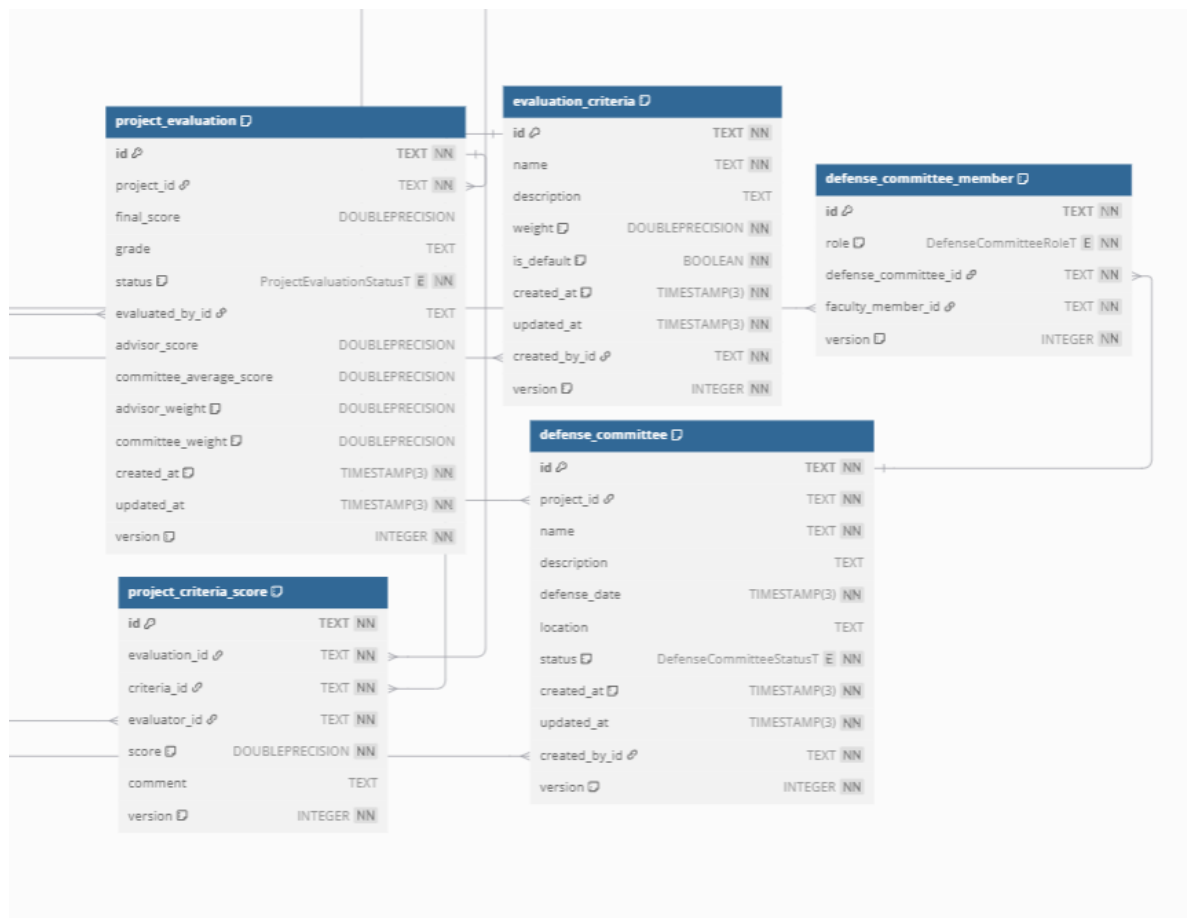 project_evaluation
id TEXT NN
project_id TEXT NN
final_score DOUBLEPRECISION
grade TEXT
status ProjectEvaluationStatusT E NN
evaluated_by_id TEXT
advisor_score DOUBLEPRECISION
committee_average_score DOUBLEPRECISION
advisor_weight DOUBLEPRECISION
committee_weight DOUBLEPRECISION
created_at TIMESTAMP(3) NN
updated_at TIMESTAMP(3) NN
version INTEGER NN
evaluation_criteria
id TEXT NN
name TEXT NN
description TEXT
weight DOUBLEPRECISION NN
is_default BOOLEAN NN
created_at TIMESTAMP(3) NN
updated_at TIMESTAMP(3) NN
created_by_id TEXT NN
version INTEGER NN
defense_committee_member
id TEXT NN
role DefenseCommitteeRoleT E NN
defense_committee_id TEXT NN
faculty_member_id TEXT NN
version INTEGER NN
defense_committee
id TEXT NN
project_id TEXT NN
name TEXT NN
description TEXT
defense_date TIMESTAMP(3) NN
location TEXT
status DefenseCommitteeStatusT E NN
created_at TIMESTAMP(3) NN
updated_at TIMESTAMP(3) NN
created_by_id TEXT NN
version INTEGER NN
project_criteria_score
id TEXT NN
evaluation_id TEXT NN
criteria_id TEXT NN
evaluator_id TEXT NN
score DOUBLEPRECISION NN
comment TEXT
version INTEGER NN